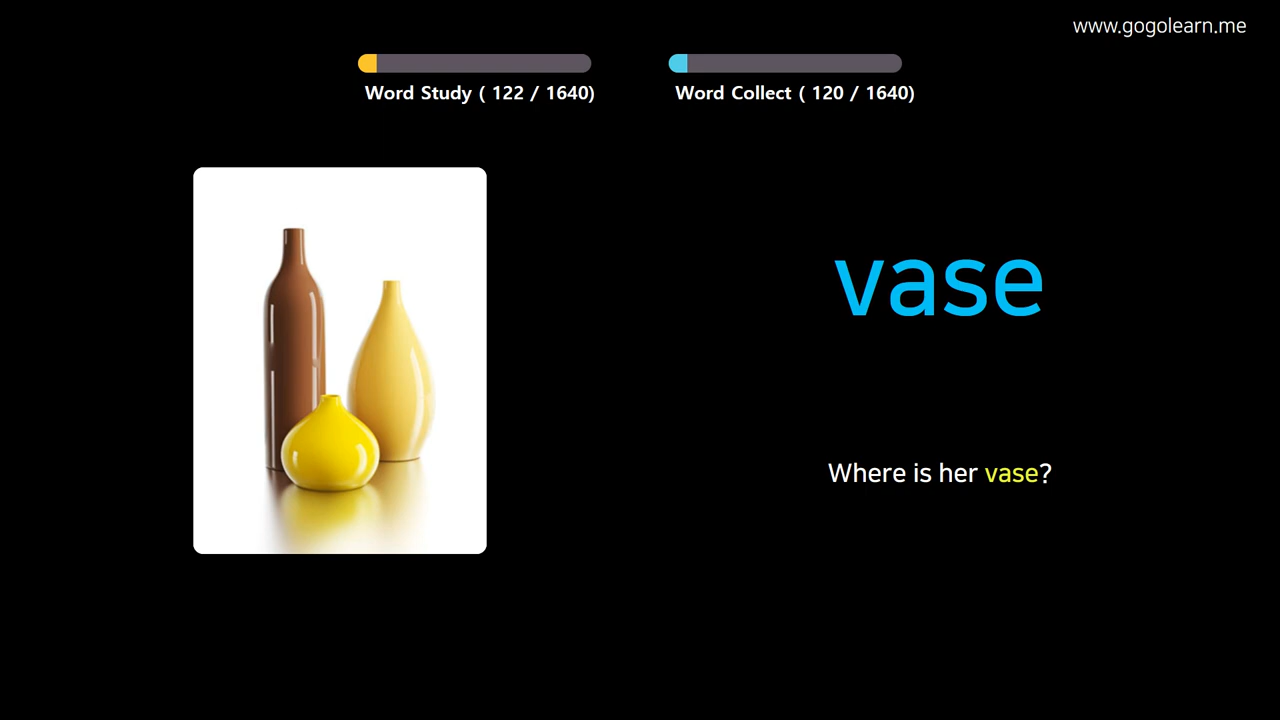 www.gogolearn.me
Word Study ( 122 / 1640)
Word Collect ( 120 / 1640)
vase
Where is her vase?